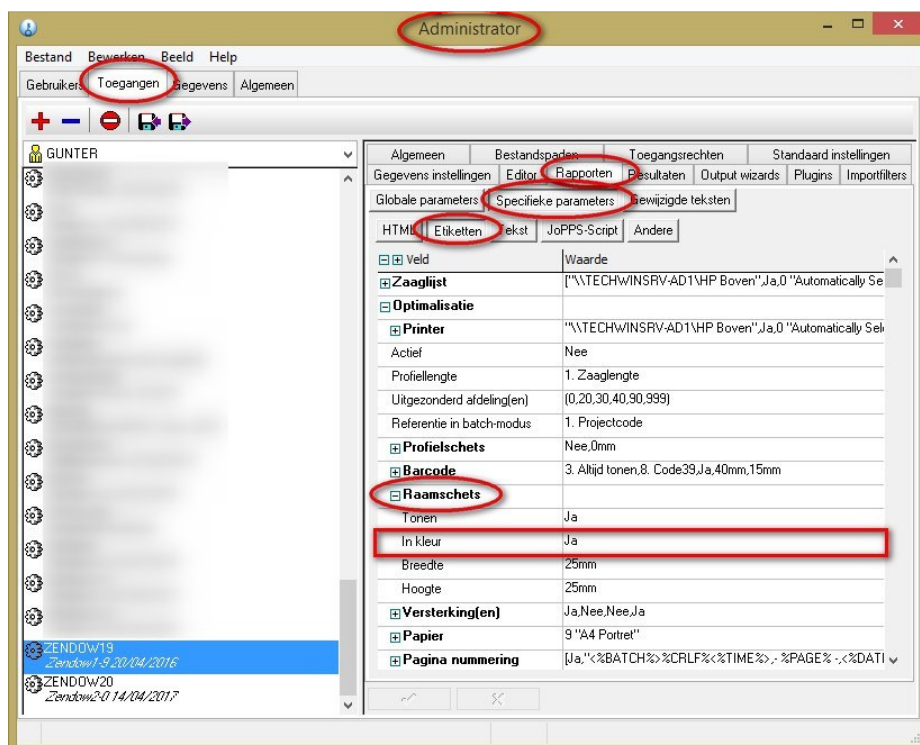 Administrator
Bestand Bewerken Beeld Help
Gebruikers Toegangen Gegevens Algemeen
GUNTER
Algemeen Bestandspaden Toegangsrechten Standaard instellingen
Gegevens instellingen Editor Rapporten Resultaten Output wizards Plugins Importfilters
Globale parameters Specifieke parameters Gewijzigde teksten
HTML Etiketten Tekst JoPPS-Script Andere
Veld Waarde
Zaaglijst ["\\TECHWINSRV-AD1\HP Boven",Ja,0 "Automatically Se
Optimalisatie
Printer "\\TECHWINSRV-AD1\HP Boven",Ja,0 "Automatically Sel
Actief Nee
Profiellengte 1. Zaaglengte
Uitgezonderd afdeling(en) (0,20,30,40,90,999)
Referentie in batch-modus 1. Projectcode
Profielschets Nee,0mm
Barcode 3. Altijd tonen,8. Code39,Ja,40mm,15mm
Raamschets
Tonen Ja
In kleur Ja
Breedte 25mm
Hoogte 25mm
Versterking(en) Ja,Nee,Nee,Ja
Papier 9 "A4 Portret"
Pagina nummering [Ja,"<%BATCH%>%CRLF%<%TIME%>,- %PAGE% -,<%DATI
ZENDOW19
Zendow1-9 20/04/2016
ZENDOW20
Zendow2-0 14/04/2017